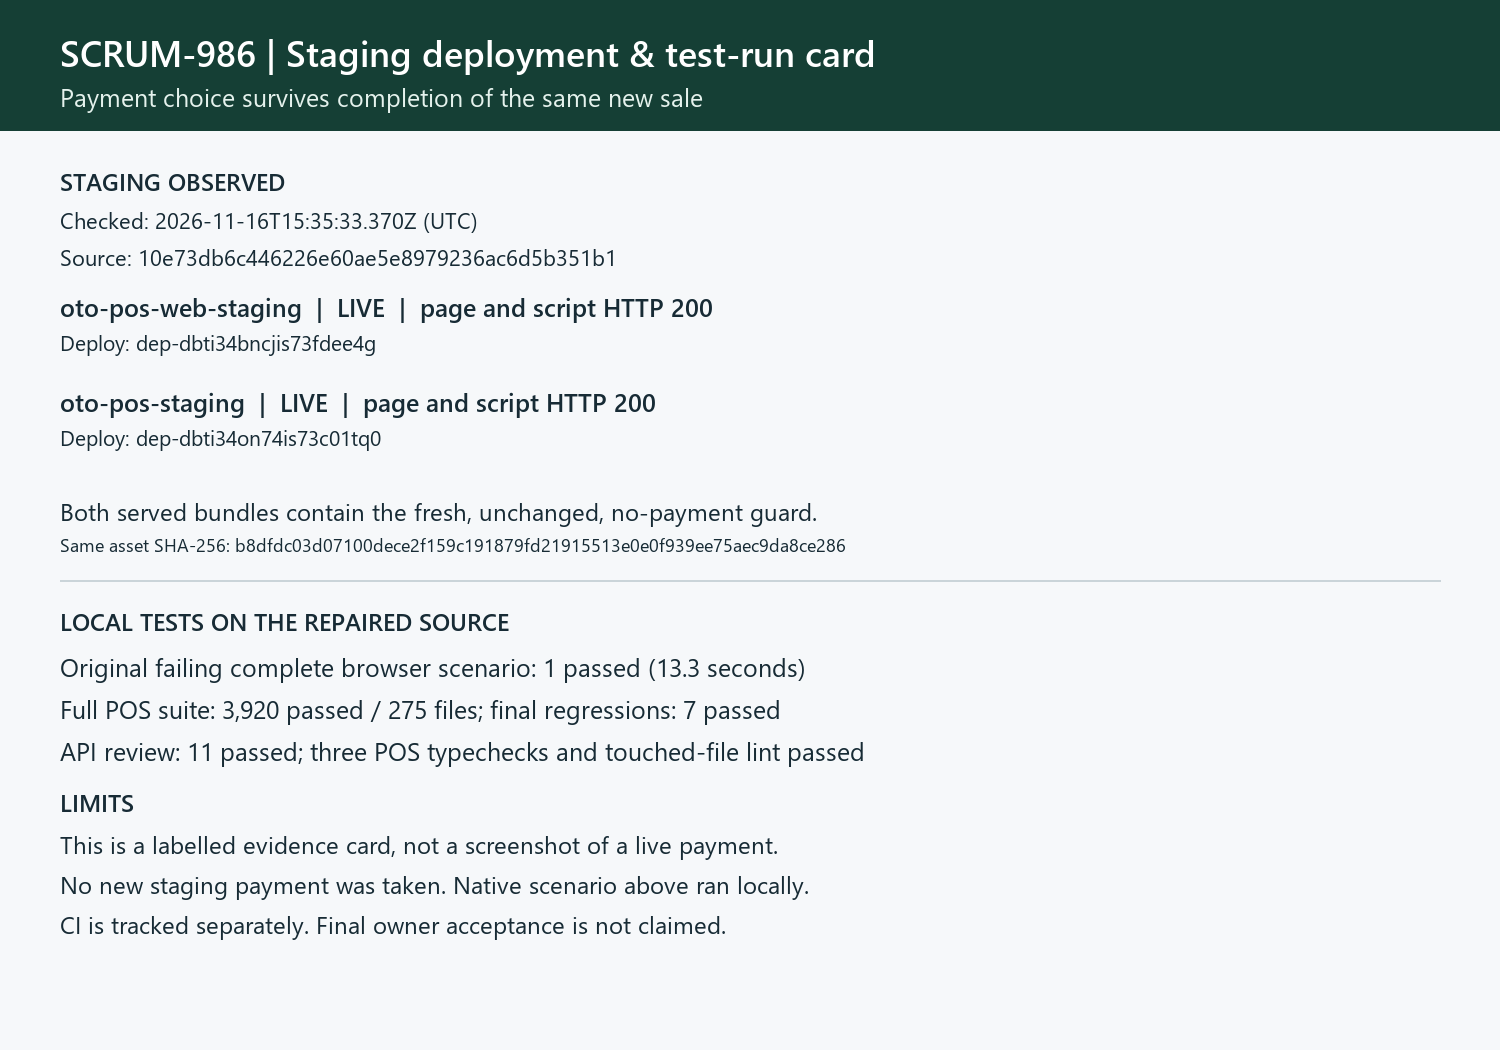 SCRUM-986 | Staging deployment & test-run card
Payment choice survives completion of the same new sale
STAGING OBSERVED
Checked: 2026-11-16T15:35:33.370Z (UTC)
Source: 10e73db6c446226e60ae5e8979236ac6d5b351b1
oto-pos-web-staging | LIVE | page and script HTTP 200
Deploy: dep-dbti34bncjis73fdee4g
oto-pos-staging | LIVE | page and script HTTP 200
Deploy: dep-dbti34on74is73c01tq0
Both served bundles contain the fresh, unchanged, no-payment guard.
Same asset SHA-256: b8dfdc03d07100dece2f159c191879fd21915513e0e0f939ee75aec9da8ce286
LOCAL TESTS ON THE REPAIRED SOURCE
Original failing complete browser scenario: 1 passed (13.3 seconds)
Full POS suite: 3,920 passed / 275 files; final regressions: 7 passed
API review: 11 passed; three POS typechecks and touched-file lint passed
LIMITS
This is a labelled evidence card, not a screenshot of a live payment.
No new staging payment was taken. Native scenario above ran locally.
CI is tracked separately. Final owner acceptance is not claimed.